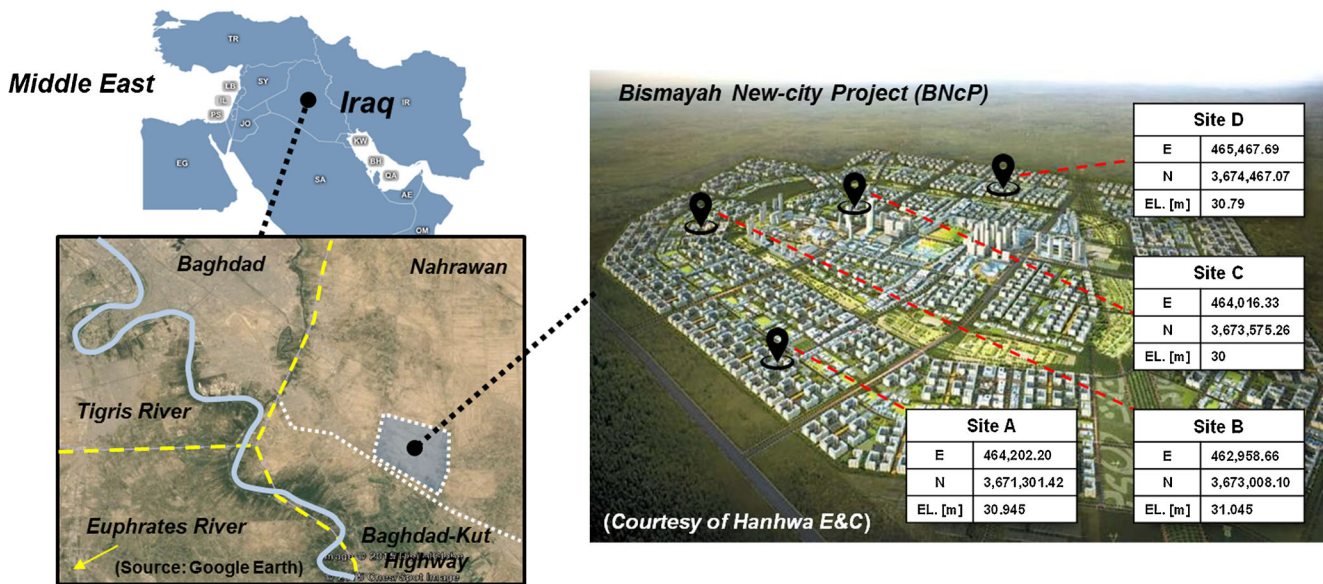 Middle East
TR
SY
LB
IL
PS
JO
IR
Iraq
KW
BH
QA
EG
SA
AE
OM
Baghdad
Nahrawan
Tigris River
Euphrates River
(Source: Google Earth)
Baghdad-Kut
Highway
Bismayah New-city Project (BNcP)
Site D
E 465,467.69
N 3,674,467.07
EL. [m] 30.79
Site C
E 464,016.33
N 3,673,575.26
EL. [m] 30
Site A
E 464,202.20
N 3,671,301.42
EL. [m] 30.945
Site B
E 462,958.66
N 3,673,008.10
EL. [m] 31.045
(Courtesy of Hanhwa E&C)